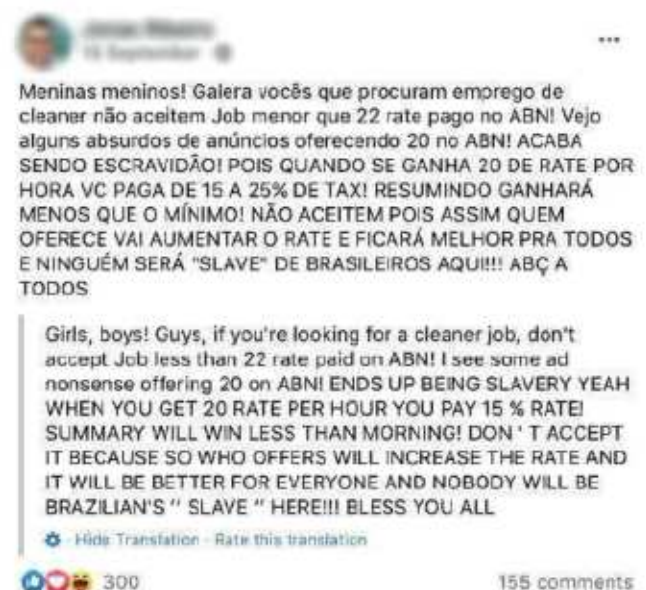 Meninas meninos! Galera vocês que procuram emprego de
cleaner não aceitem Job menor que 22 rate pago no ABN! Vejo
alguns absurdos de anúncios oferecendo 20 no ABN! ACABA
SENDO ESCRAVIDÃO! POIS QUANDO SE GANHA 20 DE RATE POR
HORA VC PAGA DE 15 A 25% DE TAX! RESUMINDO GANHARÁ
MENOS QUE O MÍNIMO! NÃO ACEITEM POIS ASSIM QUEM
OFERECE VAI AUMENTAR O RATE E FICARÁ MELHOR PRA TODOS
E NINGUÉM SERÁ "SLAVE" DE BRASILEIROS AQUI!!! ABÇ A
TODOS
Girls, boys! Guys, if you're looking for a cleaner job, don't
accept Job less than 22 rate paid on ABN! I see some ad
nonsense offering 20 on ABN! ENDS UP BEING SLAVERY YEAH
WHEN YOU GET 20 RATE PER HOUR YOU PAY 15 % RATE!
SUMMARY WILL WIN LESS THAN MORNING! DON ' T ACCEPT
IT BECAUSE SO WHO OFFERS WILL INCREASE THE RATE AND
IT WILL BE BETTER FOR EVERYONE AND NOBODY WILL BE
BRAZILIAN'S " SLAVE " HERE!!! BLESS YOU ALL
Hide Translation · Rate this translation
300 155 comments